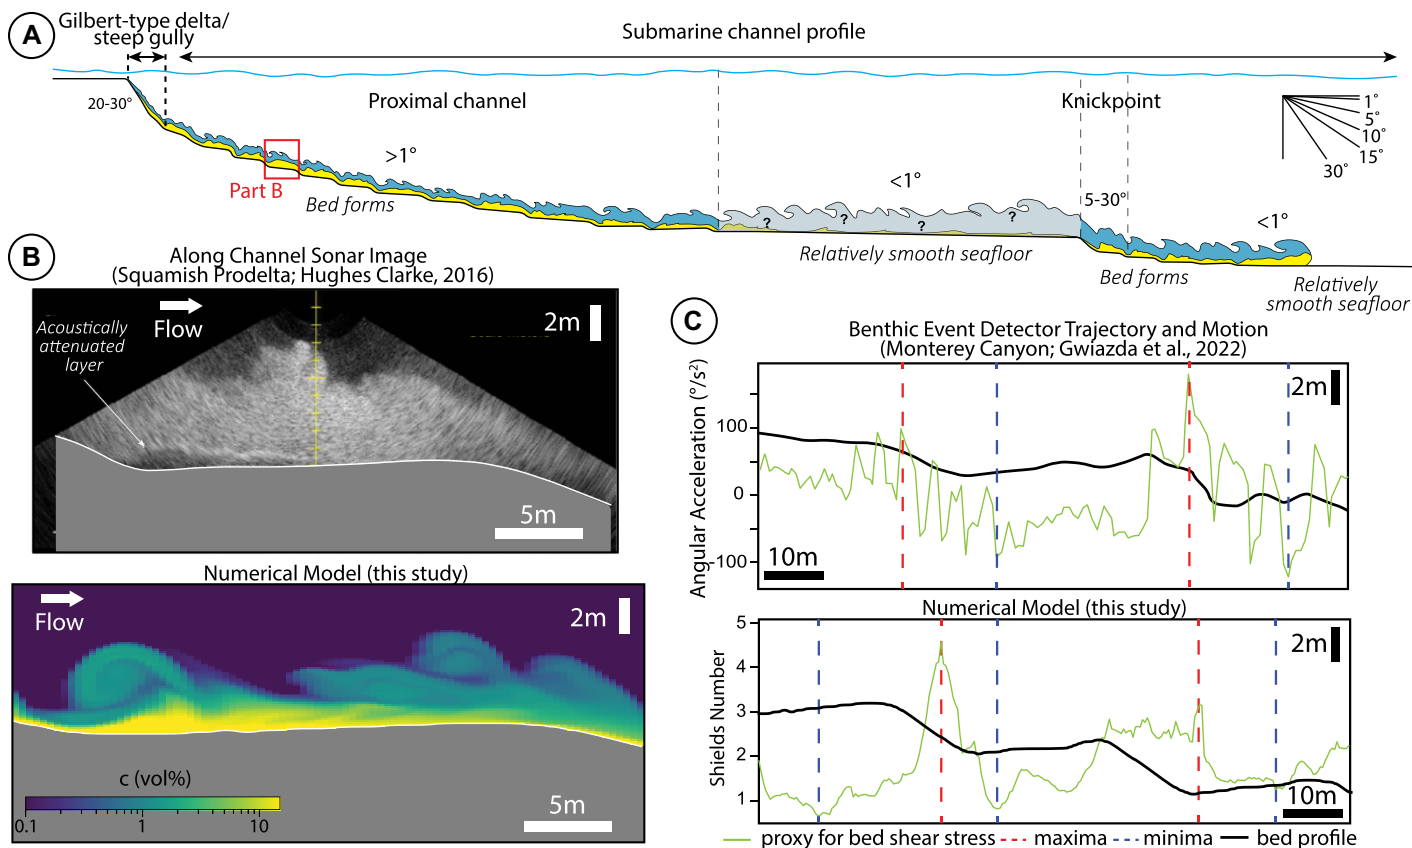 A
Gilbert-type delta/
steep gully
Submarine channel profile
20-30°
Proximal channel
Knickpoint
1°
5°
10°
15°
30°
>1°
<1°
5-30°
<1°
Part B
Bed forms
?
?
?
?
Relatively smooth seafloor
Bed forms
Relatively
smooth seafloor
B
Along Channel Sonar Image
(Squamish Prodelta; Hughes Clarke, 2016)
Flow
2m
Acoustically
attenuated
layer
5m
Numerical Model (this study)
Flow
2m
c (vol%)
0.1
1
10
5m
C
Benthic Event Detector Trajectory and Motion
(Monterey Canyon; Gwiazda et al., 2022)
Angular Acceleration (°/s²)
100
0
-100
2m
10m
Numerical Model (this study)
Shields Number
5
4
3
2
1
2m
10m
proxy for bed shear stress
maxima
minima
bed profile